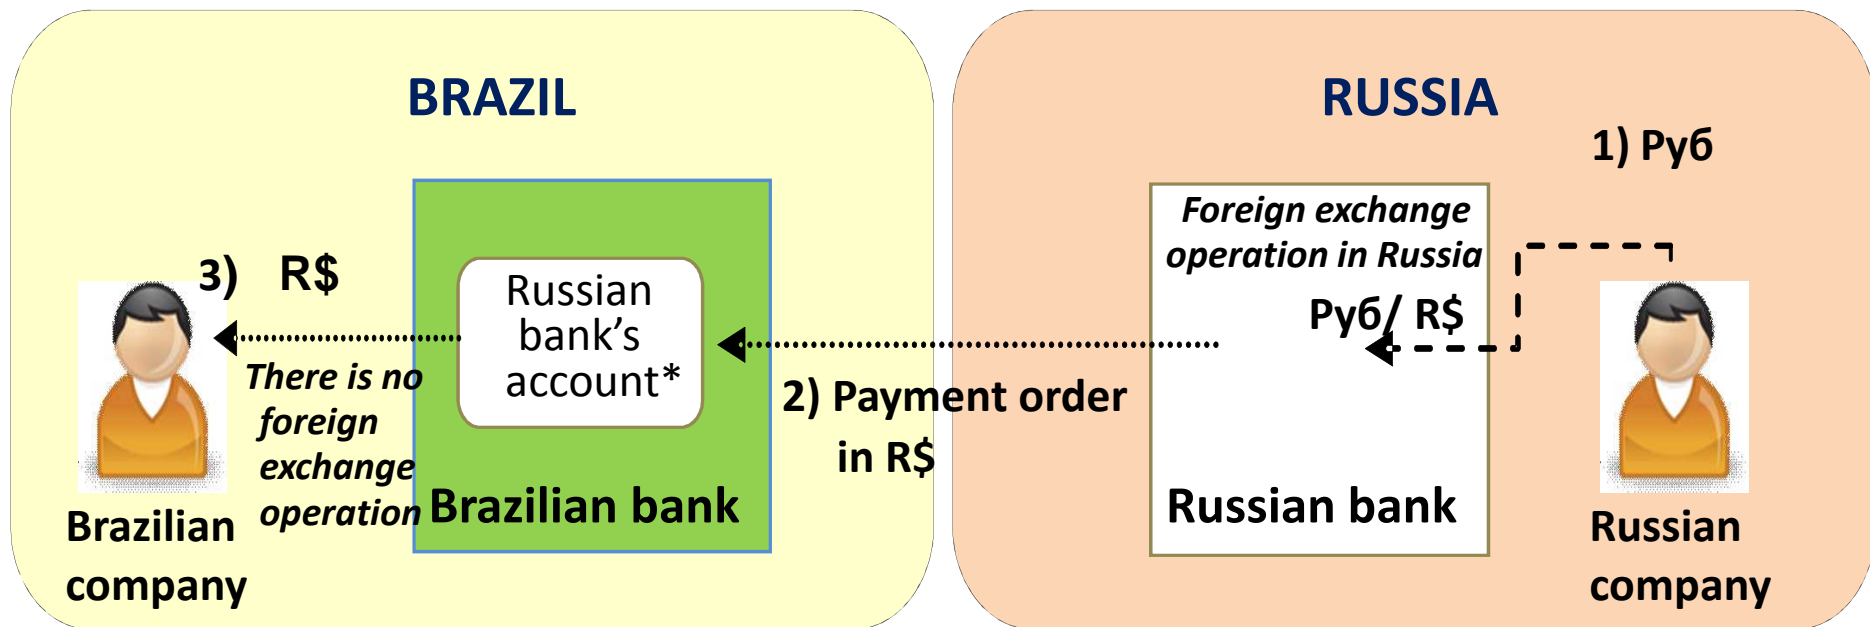 BRAZIL
RUSSIA
1) Руб
Foreign exchange
operation in Russia
Руб/ R$
3) R$
Russian
bank's
account*
There is no
foreign
exchange
operation
2) Payment order
in R$
Brazilian bank
Russian bank
Brazilian
company
Russian
company